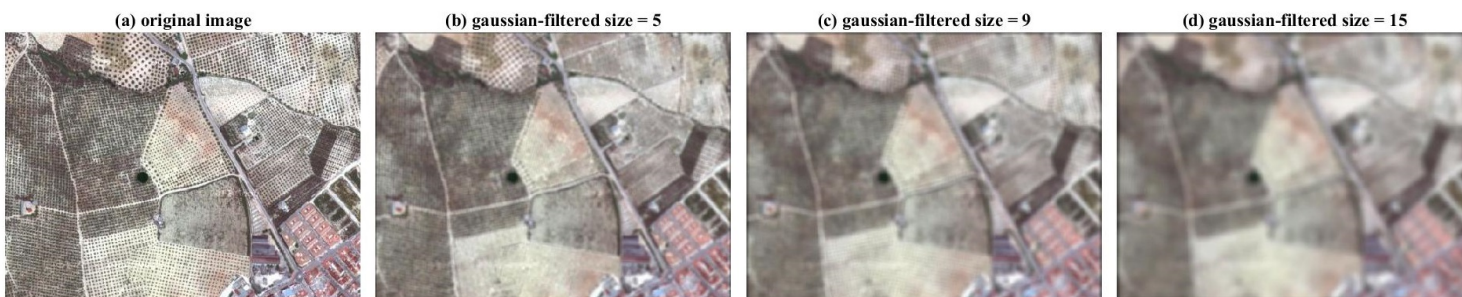 (a) original image
(b) gaussian-filtered size = 5
(c) gaussian-filtered size = 9
(d) gaussian-filtered size = 15